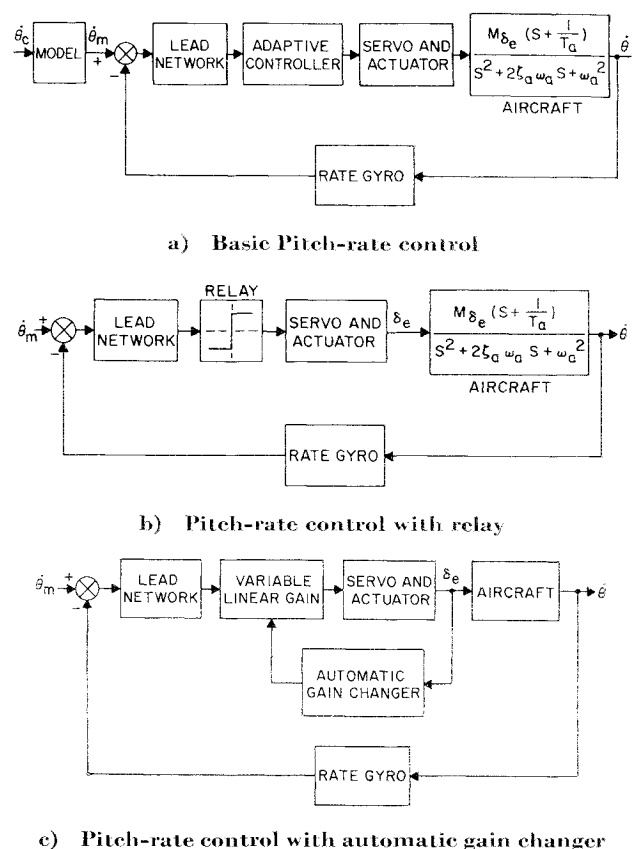 θ̇c
MODEL
θ̇m
+
−
LEAD NETWORK
ADAPTIVE CONTROLLER
SERVO AND ACTUATOR
Mδe (S + 1/Ta)
S² + 2ζa ωa S + ωa²
AIRCRAFT
θ̇
RATE GYRO
a) Basic Pitch-rate control
θ̇m
+
−
LEAD NETWORK
RELAY
SERVO AND ACTUATOR
δe
Mδe (S + 1/Ta)
S² + 2ζa ωa S + ωa²
AIRCRAFT
θ̇
RATE GYRO
b) Pitch-rate control with relay
θ̇m
+
−
LEAD NETWORK
VARIABLE LINEAR GAIN
SERVO AND ACTUATOR
δe
AIRCRAFT
θ̇
AUTOMATIC GAIN CHANGER
RATE GYRO
c) Pitch-rate control with automatic gain changer